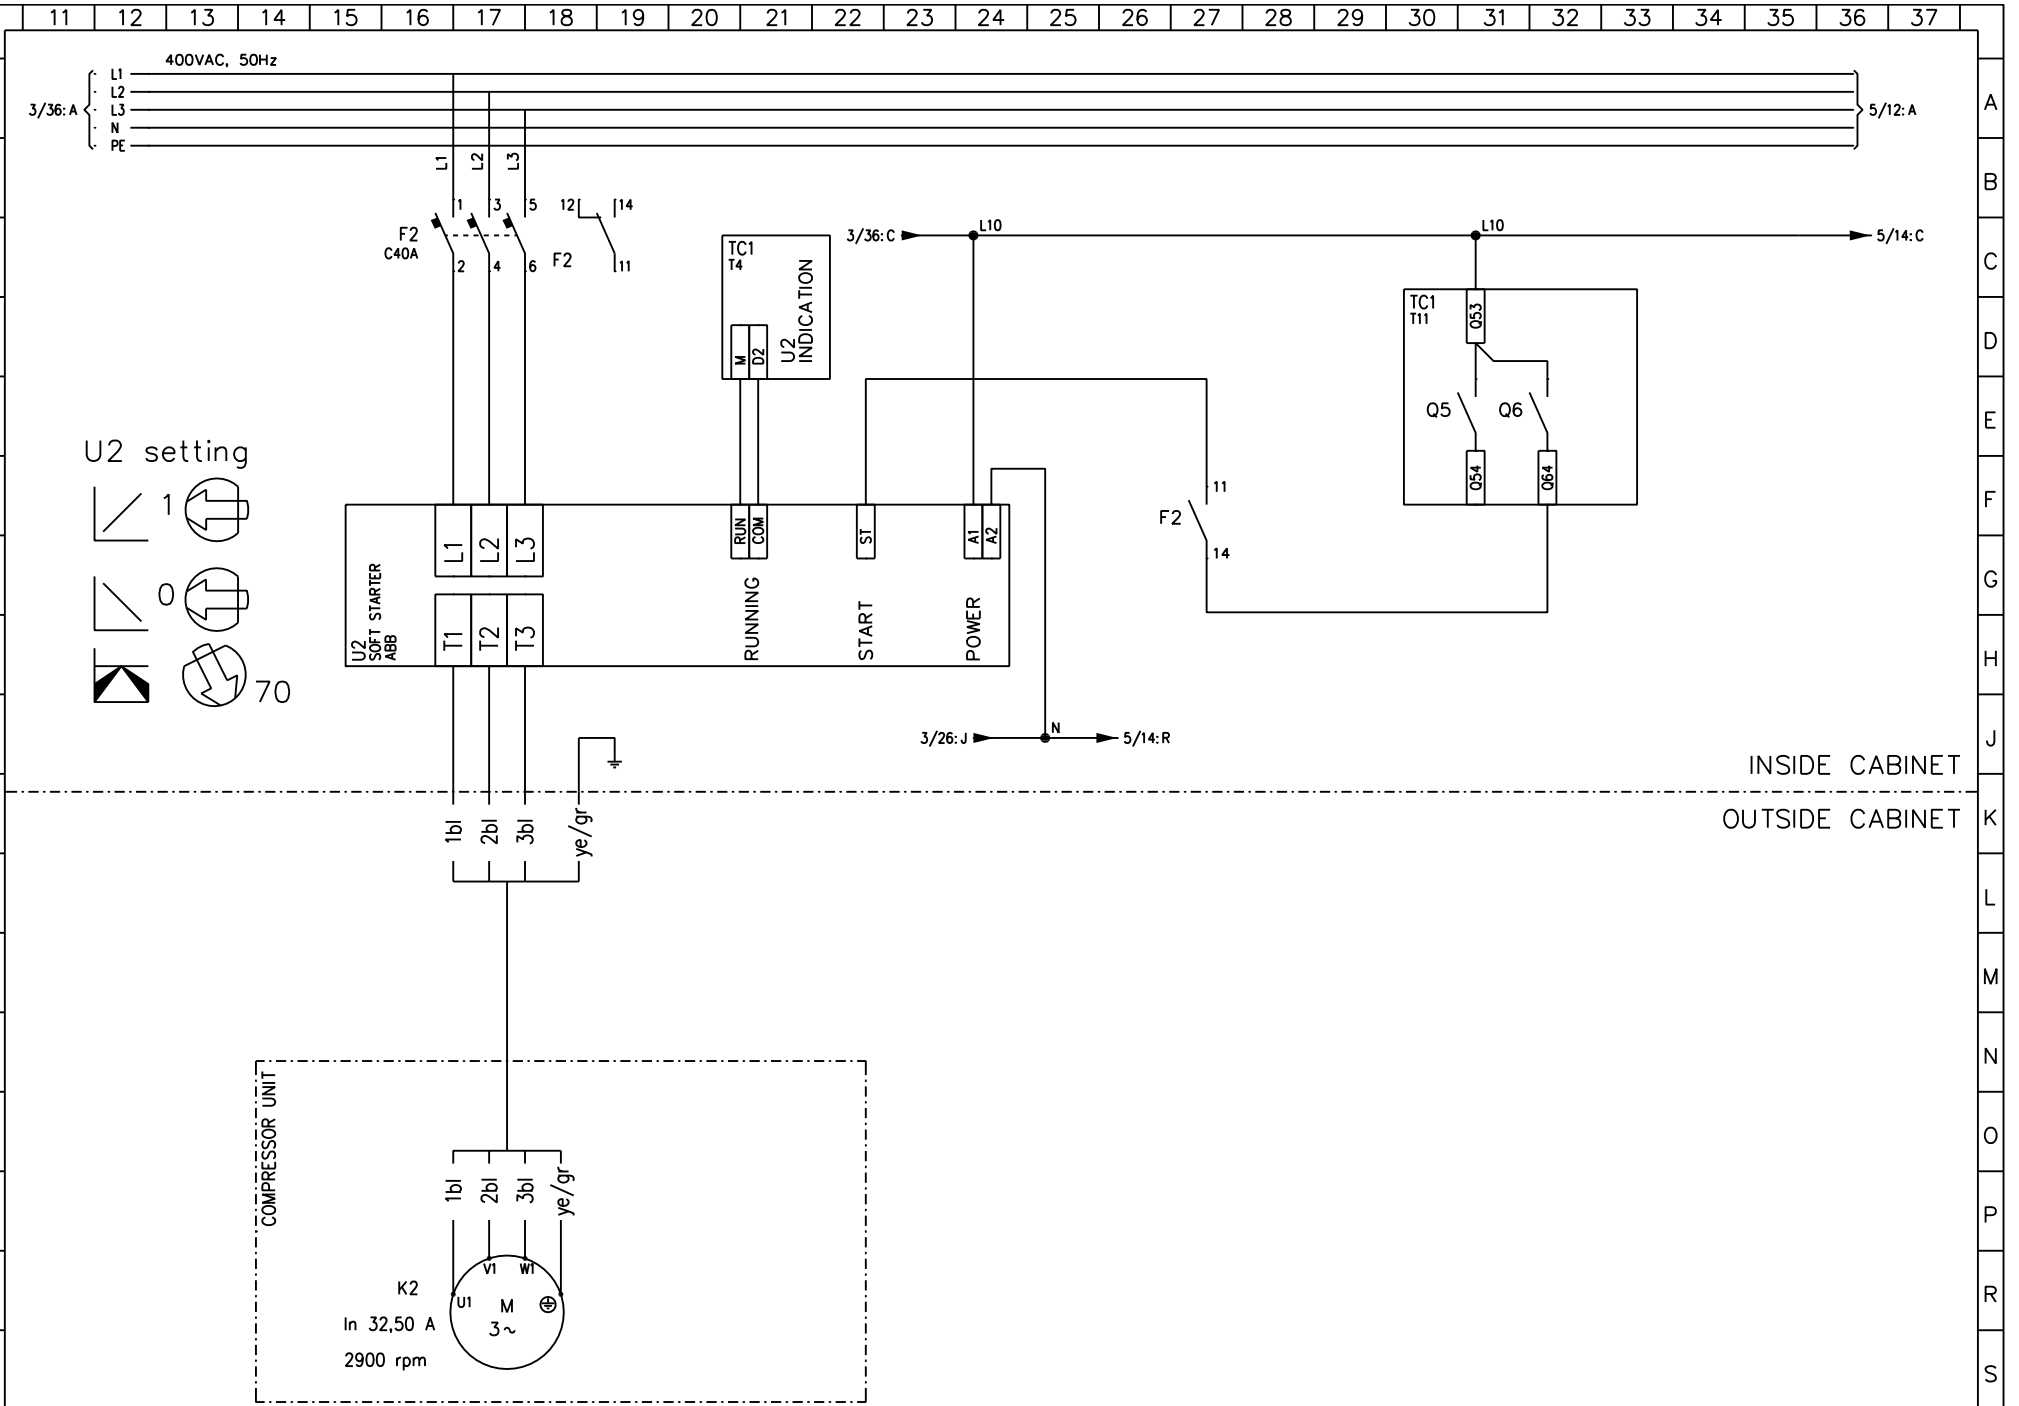 11 12 13 14 15 16 17 18 19 20 21 22 23 24 25 26 27 28 29 30 31 32 33 34 35 36 37
400VAC, 50Hz
L1
L2
3/36:A L3 5/12:A A
N
PE
L1 L2 L3
B
1 3 5 12 14
F2
C40A
2 4 6 F2 11
TC1
T4
U2
INDICATION
M D2
3/36:C L10 L10 5/14:C
C
TC1
T11
Q53
D
Q5 Q6
E
Q54 Q64
U2 setting
1
0
70
F
11
F2
14
L1 L2 L3 RUN COM ST A1 A2
G
T1 T2 T3
U2
SOFT STARTER
ABB
RUNNING START POWER
H
3/26:J N 5/14:R
J
INSIDE CABINET
OUTSIDE CABINET
K
1bl 2bl 3bl ye/gr
L
M
N
COMPRESSOR UNIT
O
1bl 2bl 3bl ye/gr
P
V1 W1
K2
U1 M
R
In 32,50 A
3~
2900 rpm
S